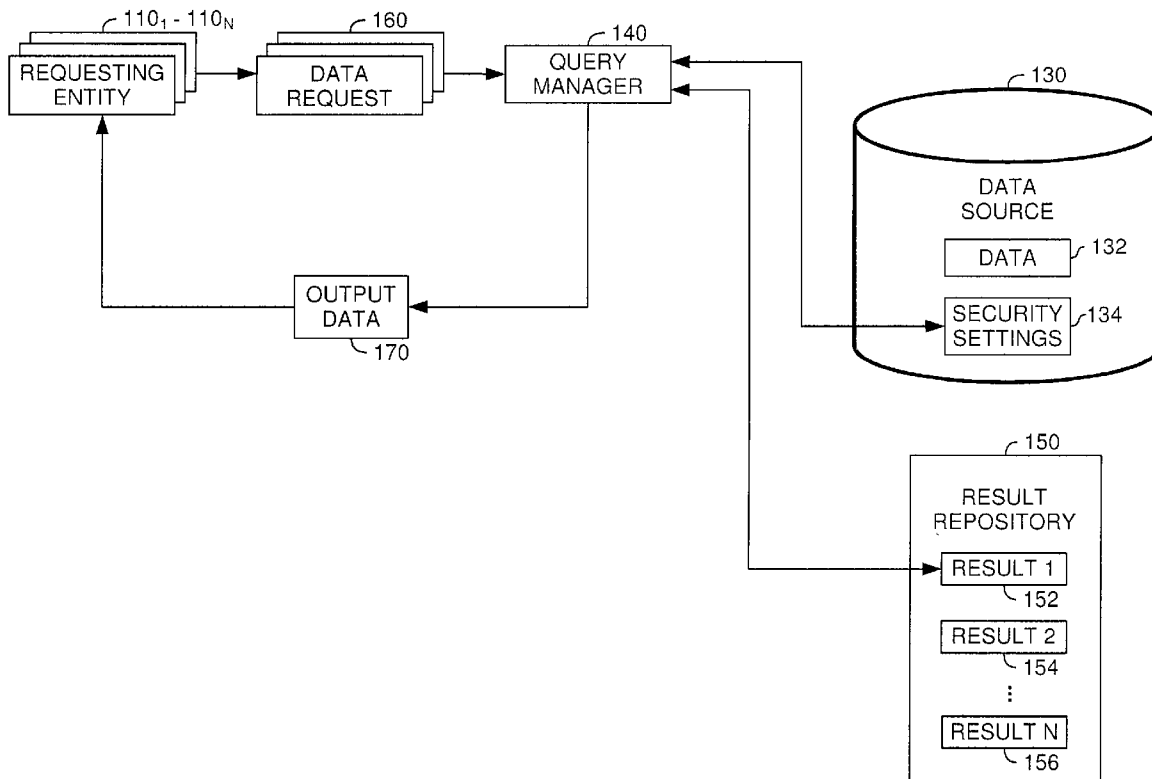 110₁ - 110N
160
140
REQUESTING
ENTITY
DATA
REQUEST
QUERY
MANAGER
130
DATA
SOURCE
DATA
132
SECURITY
SETTINGS
134
OUTPUT
DATA
170
150
RESULT
REPOSITORY
RESULT 1
152
RESULT 2
154
⋮
RESULT N
156